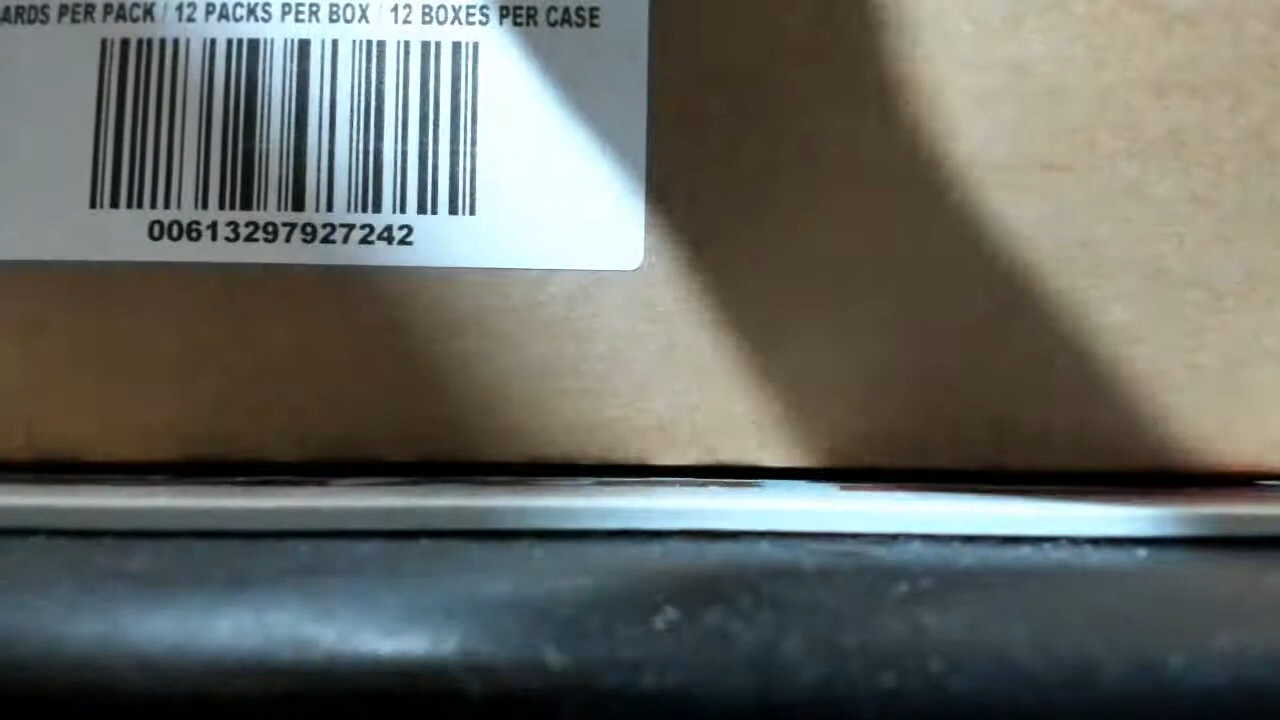 ARDS PER PACK / 12 PACKS PER BOX / 12 BOXES PER CASE
00613297927242